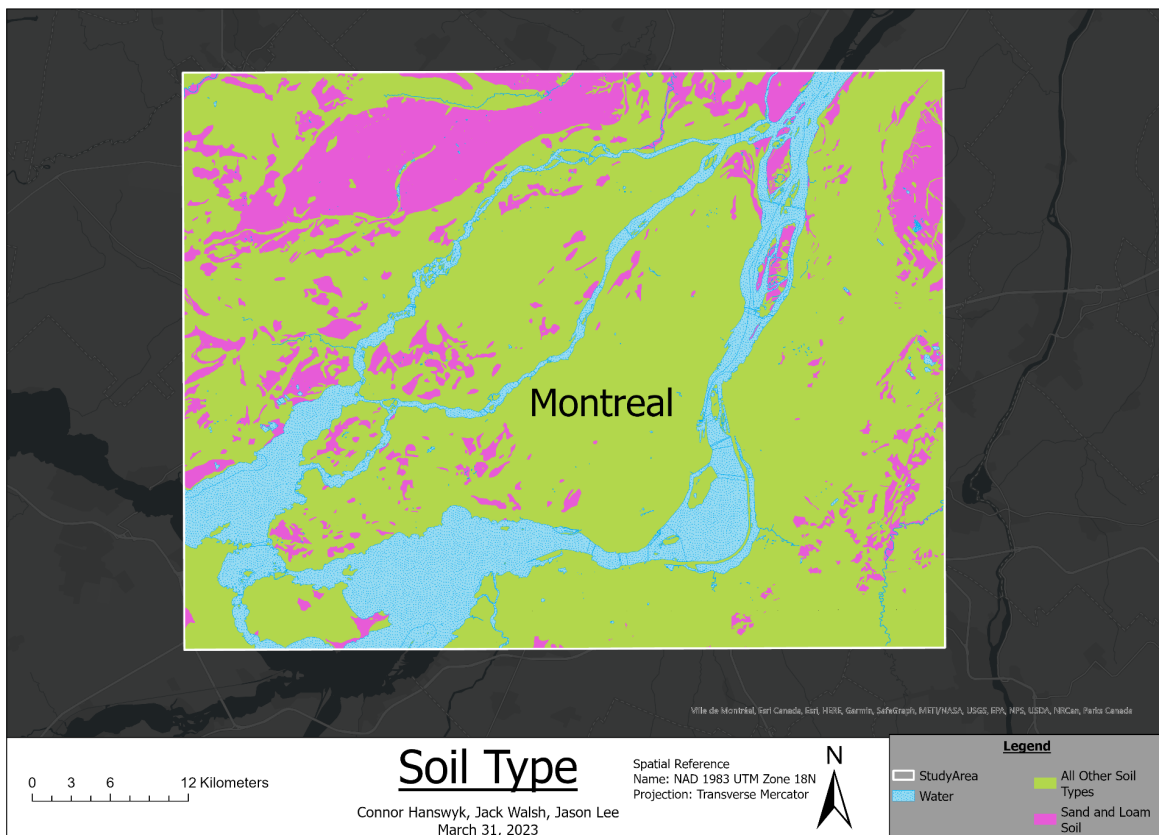 Montreal
Ville de Montréal, Esri Canada, Esri, HERE, Garmin, SafeGraph, METI/NASA, USGS, EPA, NPS, USDA, NRCan, Parks Canada
0 3 6 12 Kilometers
Soil Type
Connor Hanswyk, Jack Walsh, Jason Lee
March 31, 2023
Spatial Reference
Name: NAD 1983 UTM Zone 18N
Projection: Transverse Mercator
N
Legend
StudyArea
Water
All Other Soil
Types
Sand and Loam
Soil